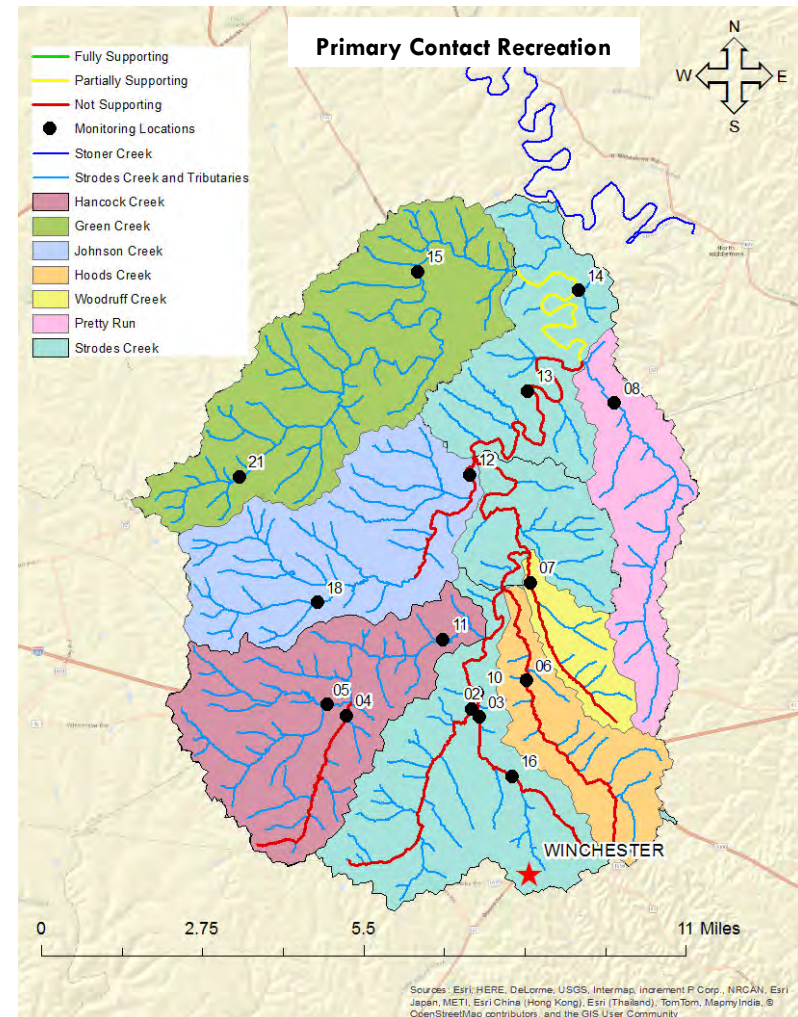 Primary Contact Recreation
N
W
E
S
Fully Supporting
Partially Supporting
Not Supporting
Monitoring Locations
Stoner Creek
Strodes Creek and Tributaries
Hancock Creek
Green Creek
Johnson Creek
Hoods Creek
Woodruff Creek
Pretty Run
Strodes Creek
15
14
13
08
12
21
07
18
11
06
10
05
02
04
03
16
WINCHESTER
0
2.75
5.5
11 Miles
Sources: Esri, HERE, DeLorme, USGS, Intermap, increment P Corp., NRCAN, Esri
Japan, METI, Esri China (Hong Kong), Esri (Thailand), TomTom, MapmyIndia, ©
OpenStreetMap contributors, and the GIS User Community